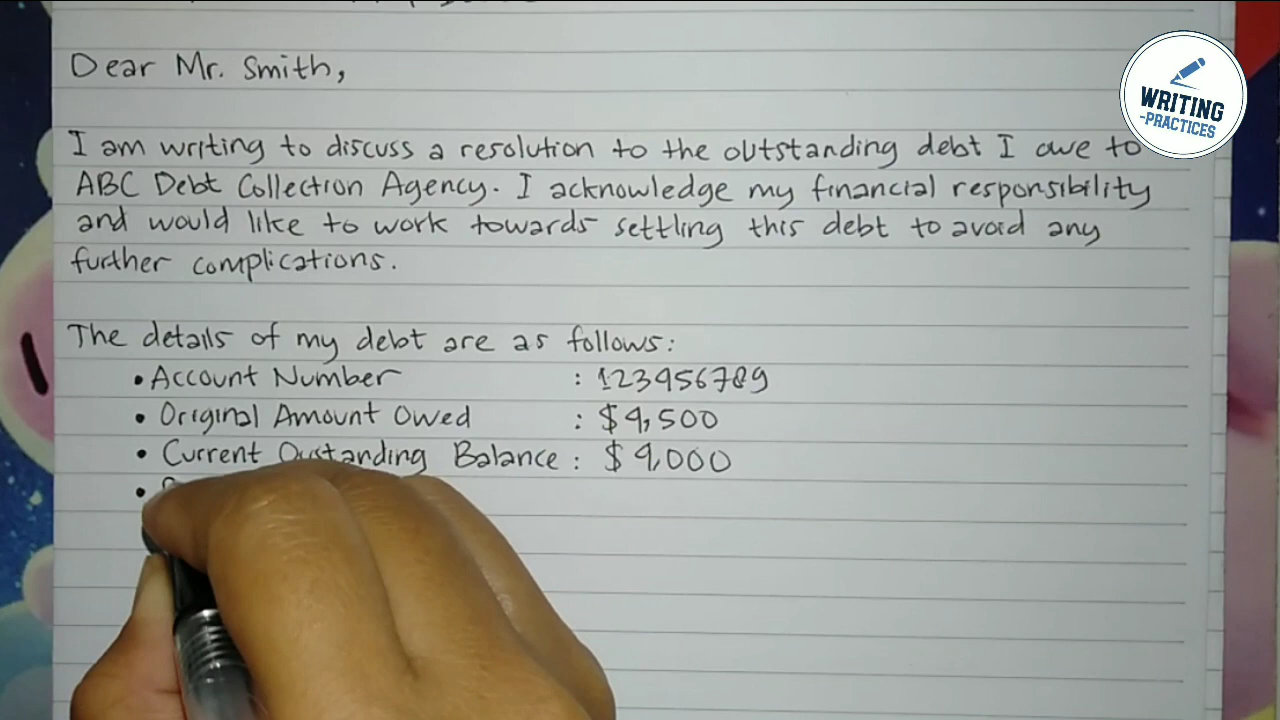 Dear Mr. Smith,
I am writing to discuss a resolution to the outstanding debt I owe to
ABC Debt Collection Agency. I acknowledge my financial responsibility
and would like to work towards settling this debt to avoid any
further complications.
The details of my debt are as follows:
• Account Number : 123456789
• Original Amount Owed : $4,500
• Current Oustanding Balance : $4,000
•
WRITING
-PRACTICES